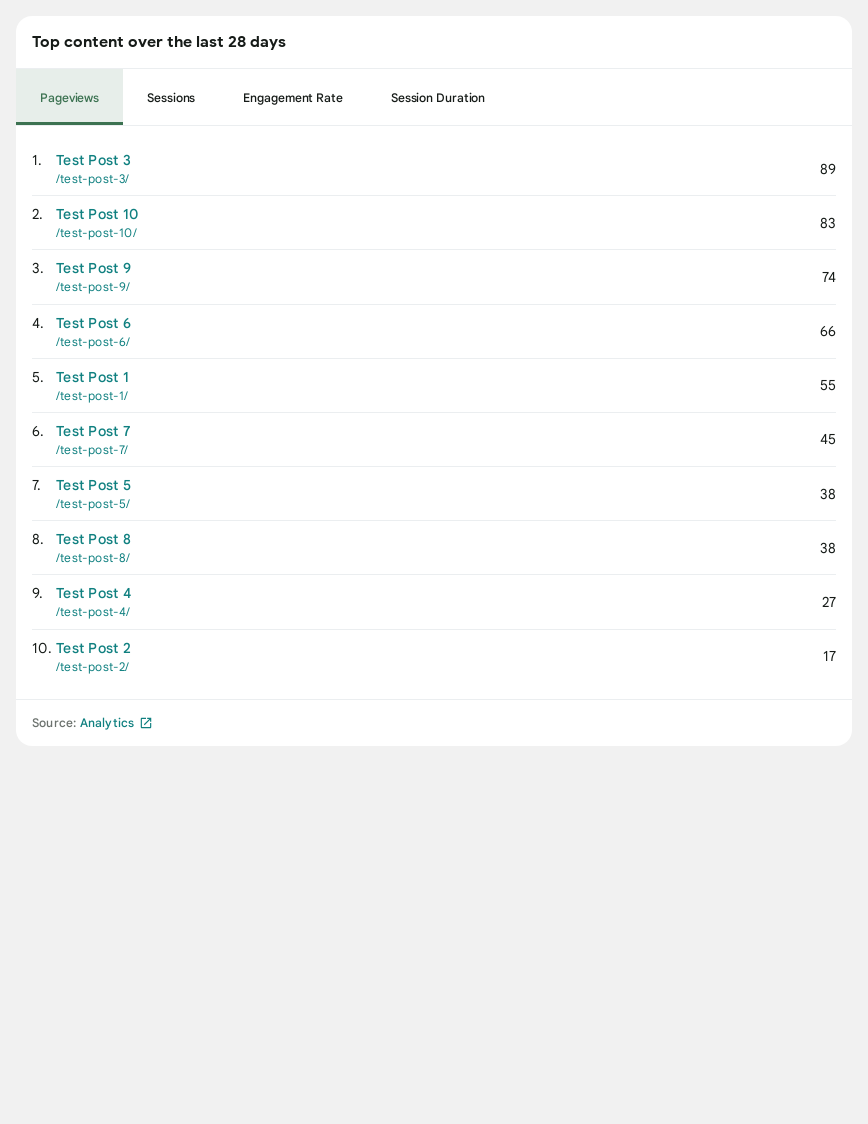 Top content over the last 28 days
Pageviews Sessions Engagement Rate Session Duration
1. Test Post 3
/test-post-3/
89
2. Test Post 10
/test-post-10/
83
3. Test Post 9
/test-post-9/
74
4. Test Post 6
/test-post-6/
66
5. Test Post 1
/test-post-1/
55
6. Test Post 7
/test-post-7/
45
7. Test Post 5
/test-post-5/
38
8. Test Post 8
/test-post-8/
38
9. Test Post 4
/test-post-4/
27
10. Test Post 2
/test-post-2/
17
Source: Analytics